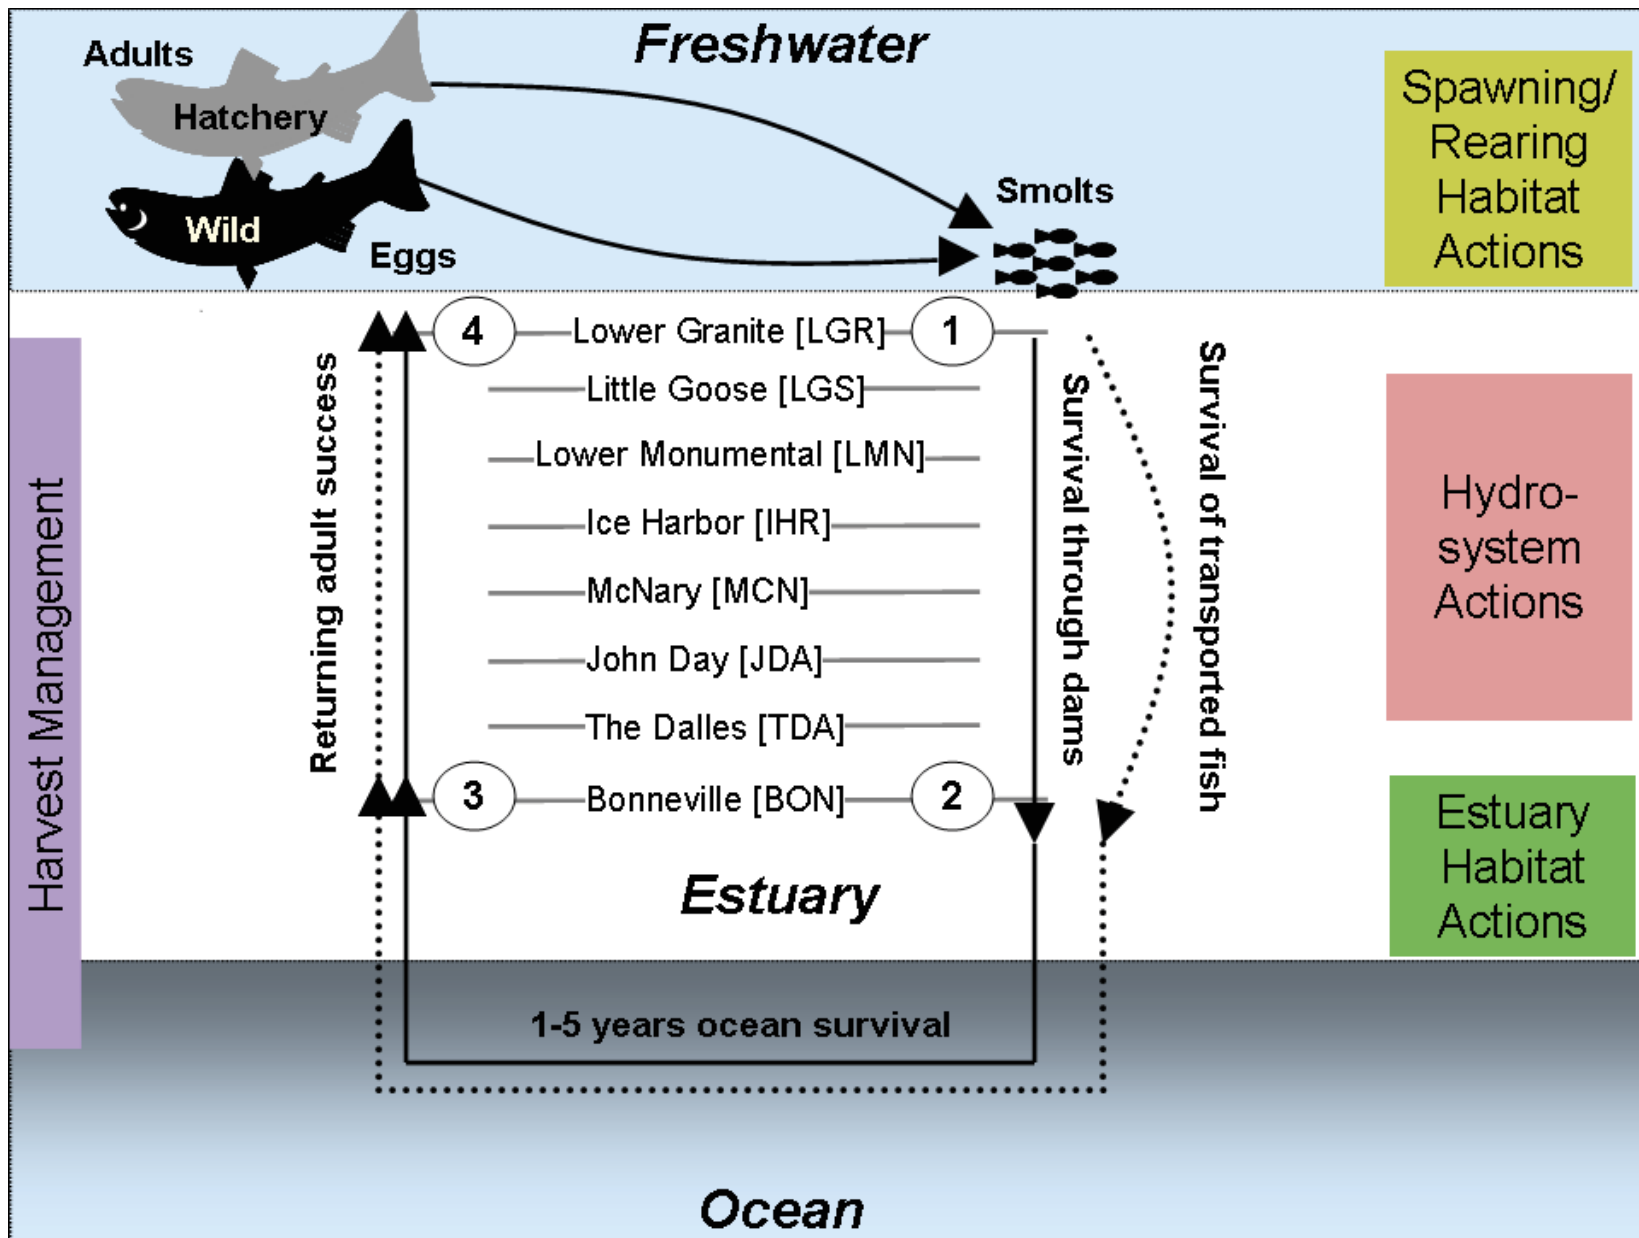 Freshwater
Adults
Hatchery
Wild
Eggs
Smolts
Spawning/
Rearing
Habitat
Actions
4
Lower Granite [LGR]
1
Little Goose [LGS]
Lower Monumental [LMN]
Ice Harbor [IHR]
McNary [MCN]
John Day [JDA]
The Dalles [TDA]
3
Bonneville [BON]
2
Returning adult success
Survival through dams
Survival of transported fish
Harvest Management
Hydro-
system
Actions
Estuary
Habitat
Actions
Estuary
1-5 years ocean survival
Ocean